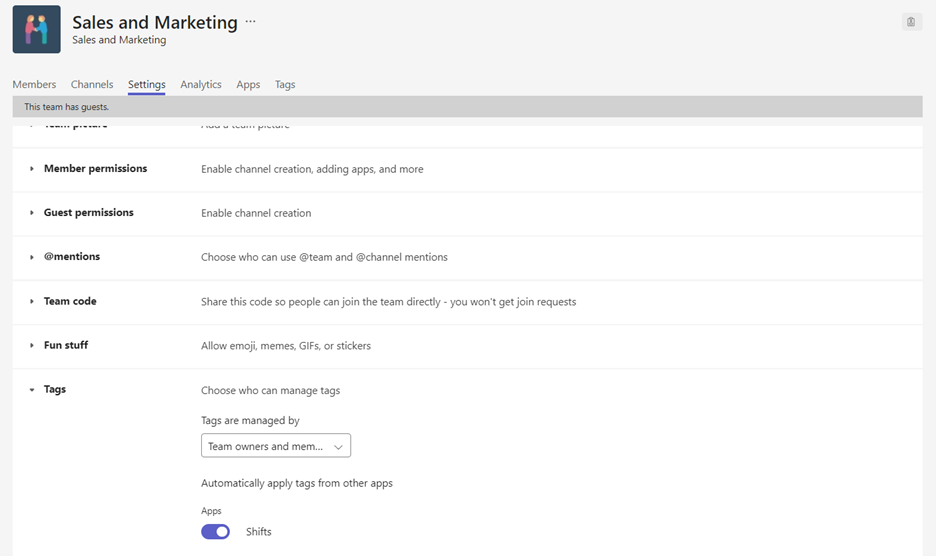 Sales and Marketing ...
Sales and Marketing
Members Channels Settings Analytics Apps Tags
This team has guests.
Team picture Add a team picture
Member permissions Enable channel creation, adding apps, and more
Guest permissions Enable channel creation
@mentions Choose who can use @team and @channel mentions
Team code Share this code so people can join the team directly - you won't get join requests
Fun stuff Allow emoji, memes, GIFs, or stickers
Tags Choose who can manage tags
Tags are managed by
Team owners and mem...
Automatically apply tags from other apps
Apps
Shifts